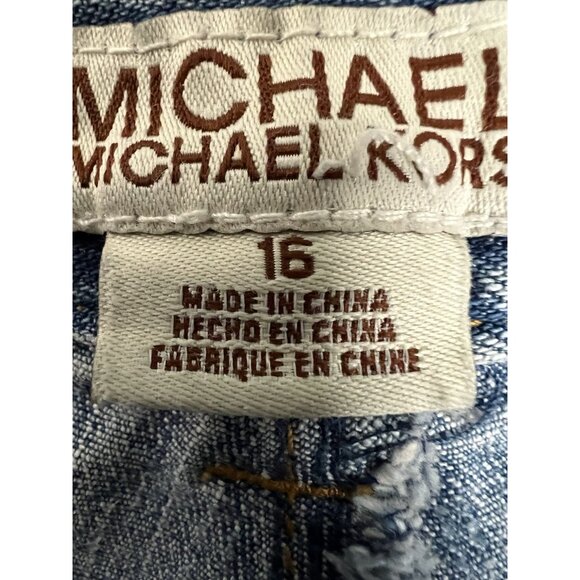 MICHAEL
MICHAEL KORS
16
MADE IN CHINA
HECHO EN CHINA
FABRIQUE EN CHINE